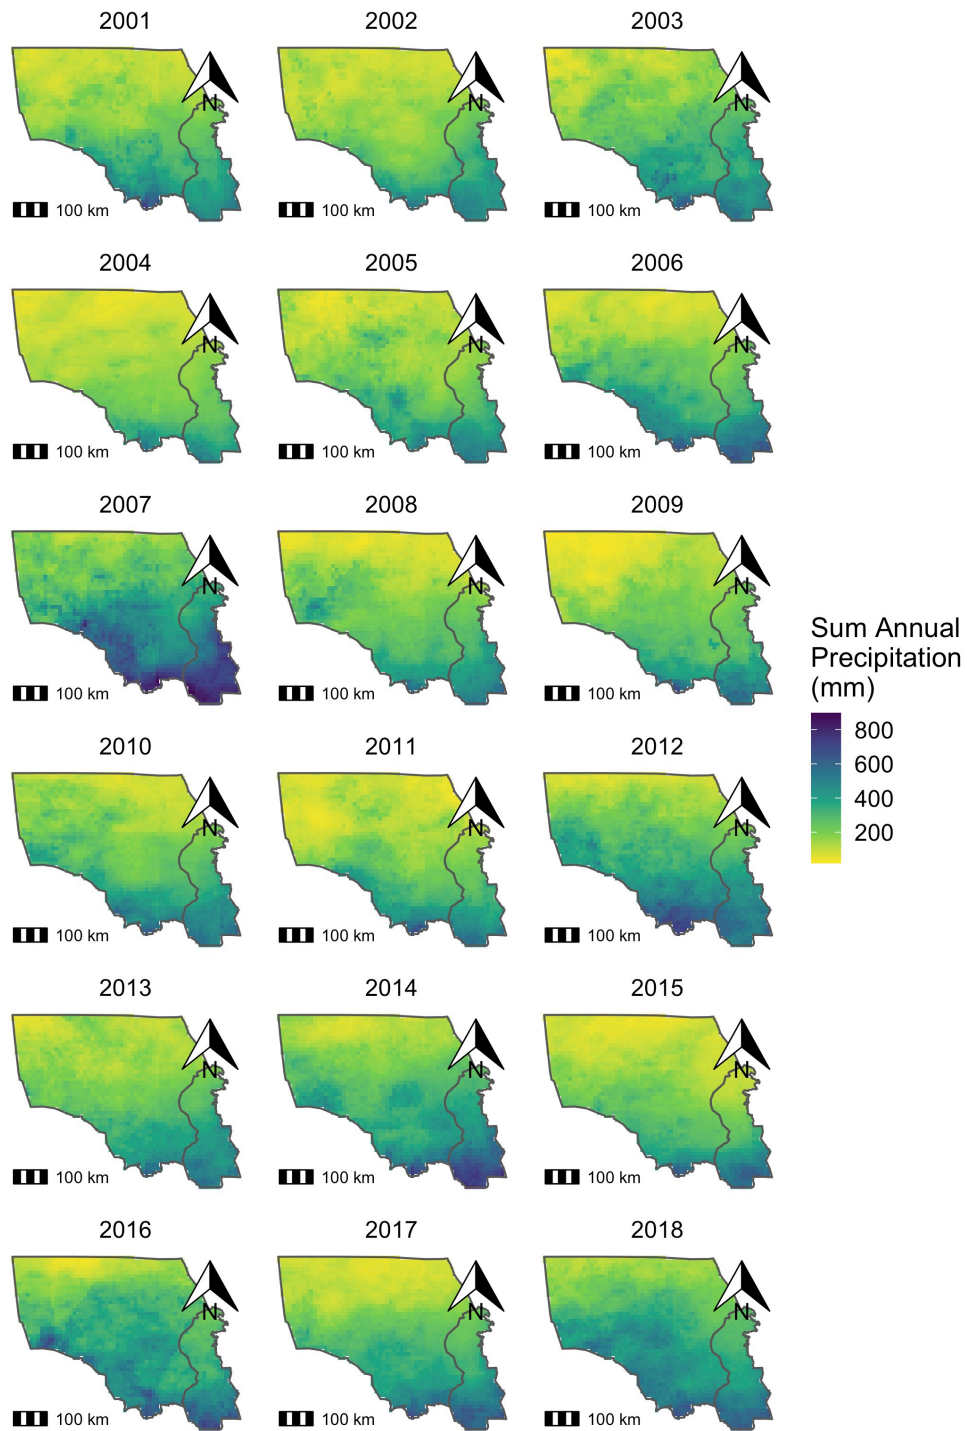 2001
2002
2003
N
N
N
100 km
100 km
100 km
2004
2005
2006
N
N
N
100 km
100 km
100 km
2007
2008
2009
N
N
N
100 km
100 km
100 km
Sum Annual
Precipitation
(mm)
800
600
400
200
2010
2011
2012
N
N
N
100 km
100 km
100 km
2013
2014
2015
N
N
N
100 km
100 km
100 km
2016
2017
2018
N
N
N
100 km
100 km
100 km